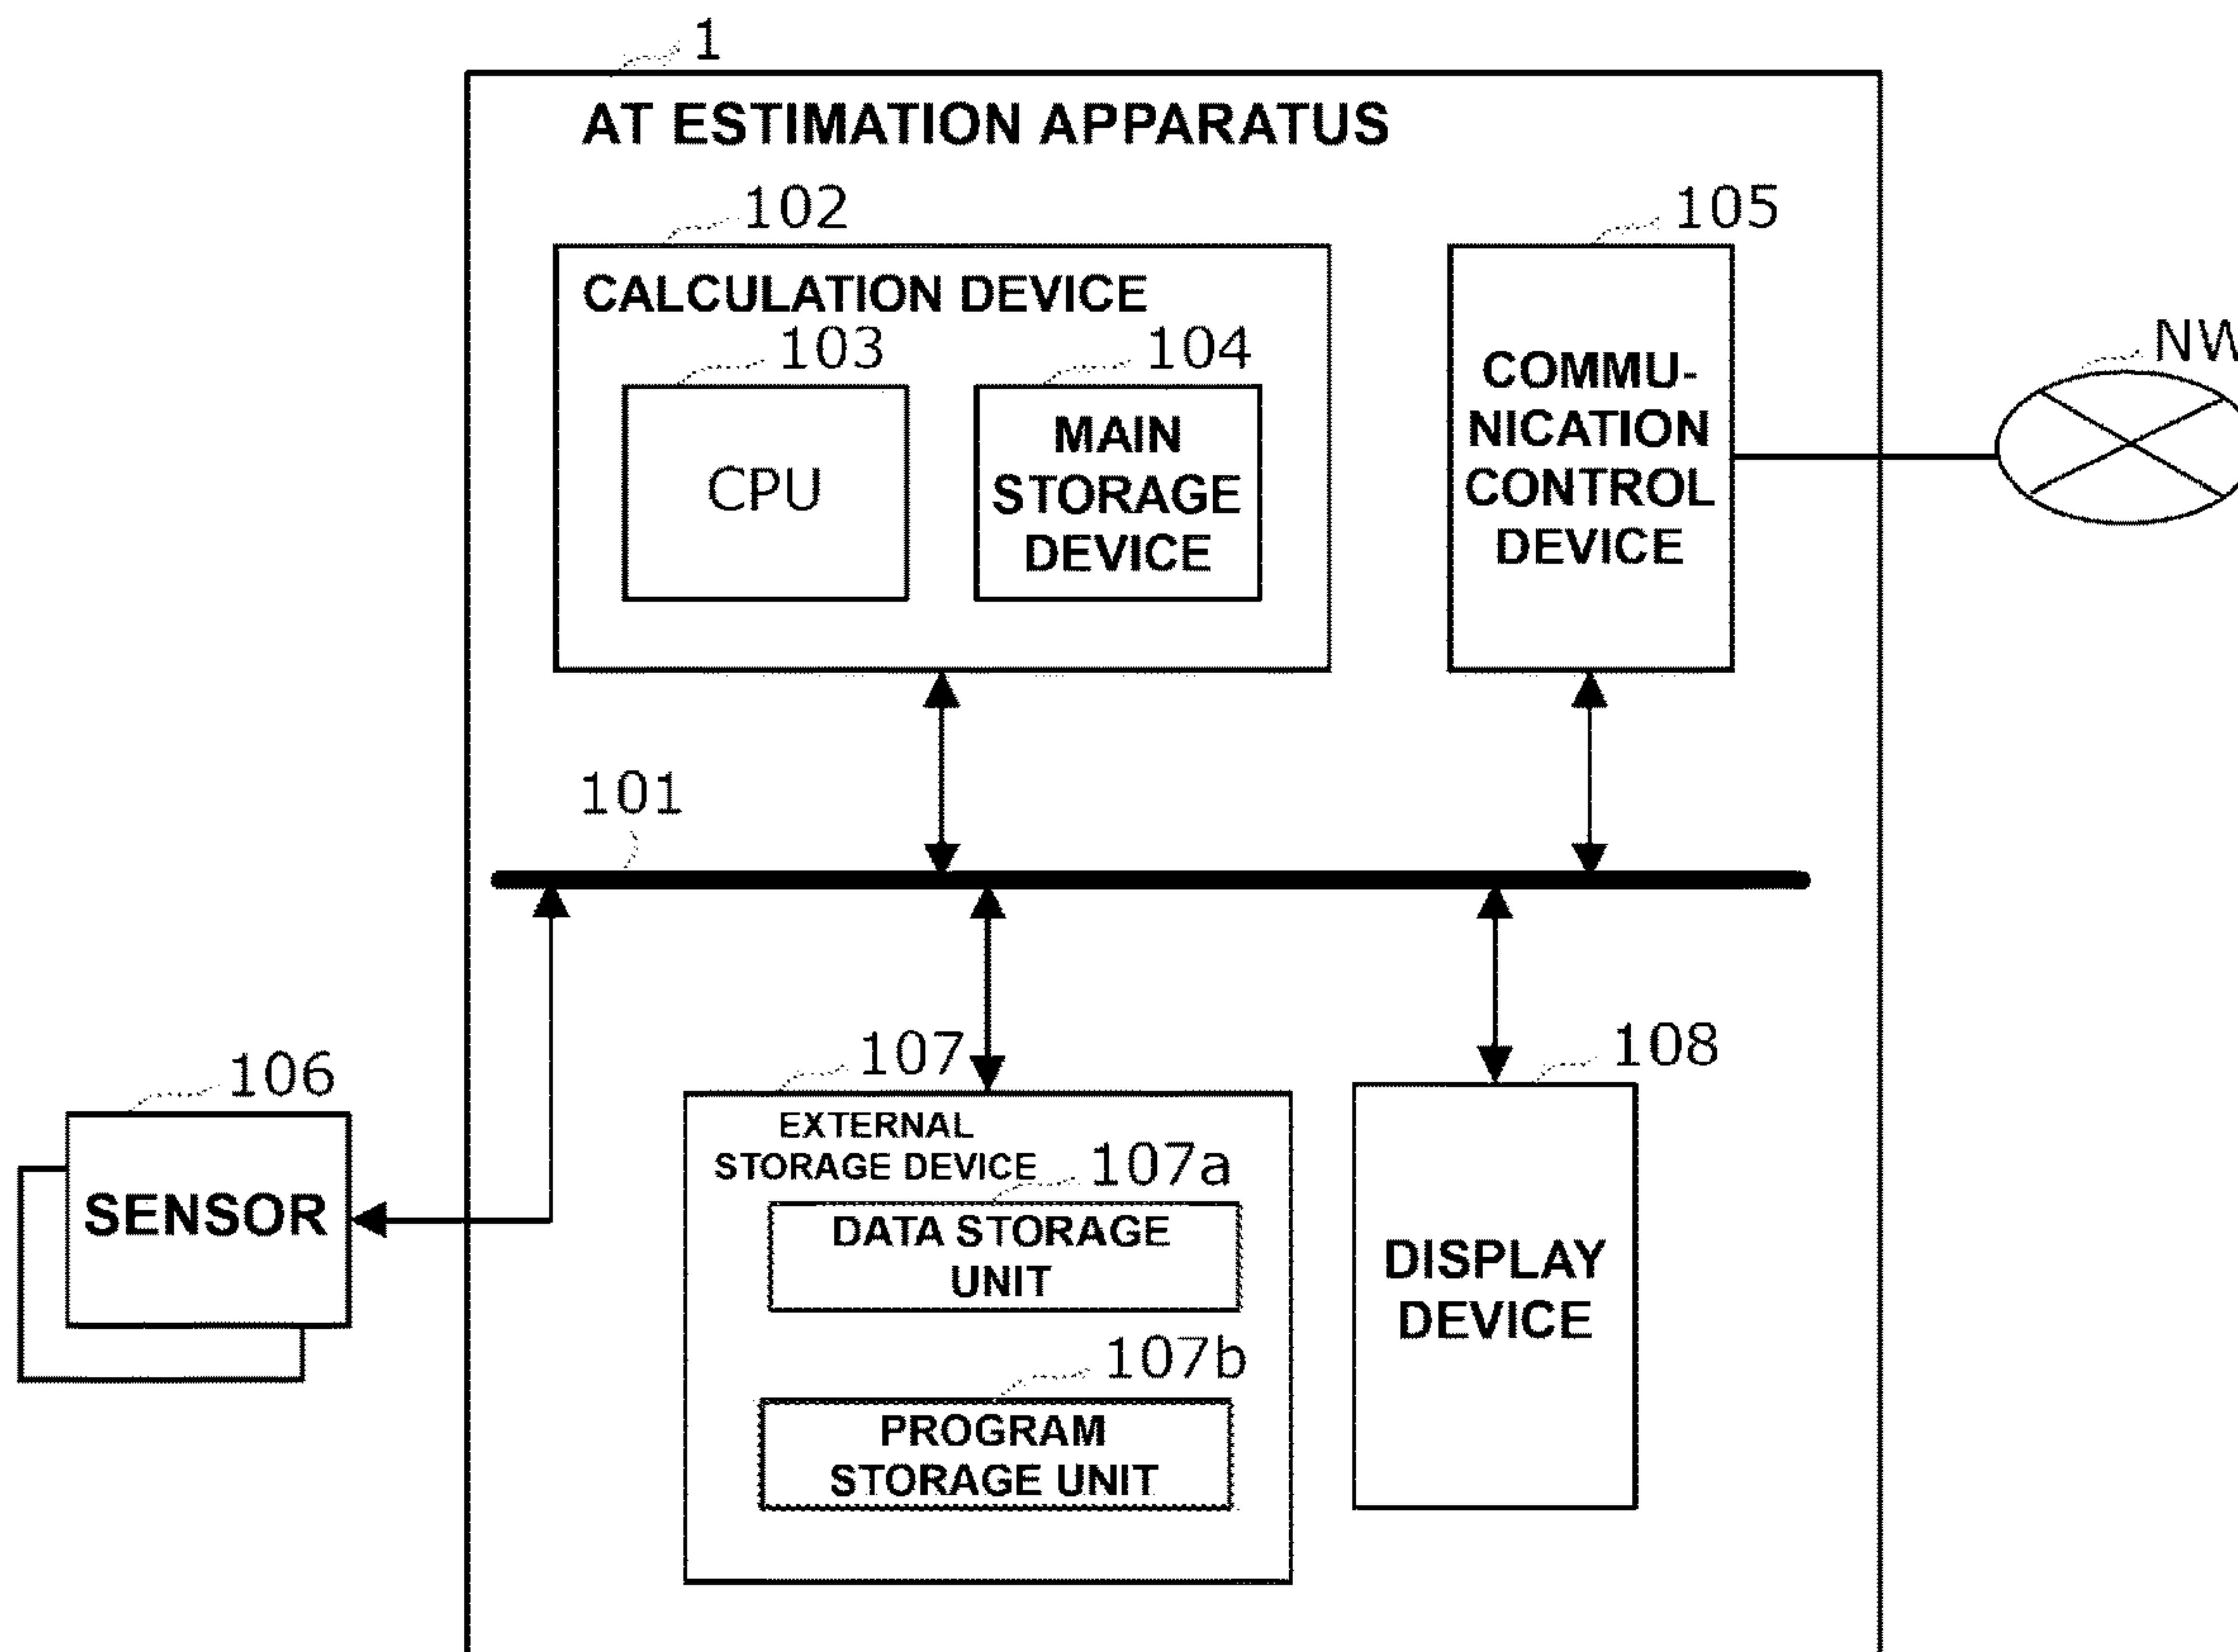 1
AT ESTIMATION APPARATUS
102
105
CALCULATION DEVICE
103
104
NW
CPU
MAIN
STORAGE
DEVICE
COMMU-
NICATION
CONTROL
DEVICE
101
106
SENSOR
107
EXTERNAL
STORAGE DEVICE
107a
DATA STORAGE
UNIT
107b
PROGRAM
STORAGE UNIT
108
DISPLAY
DEVICE